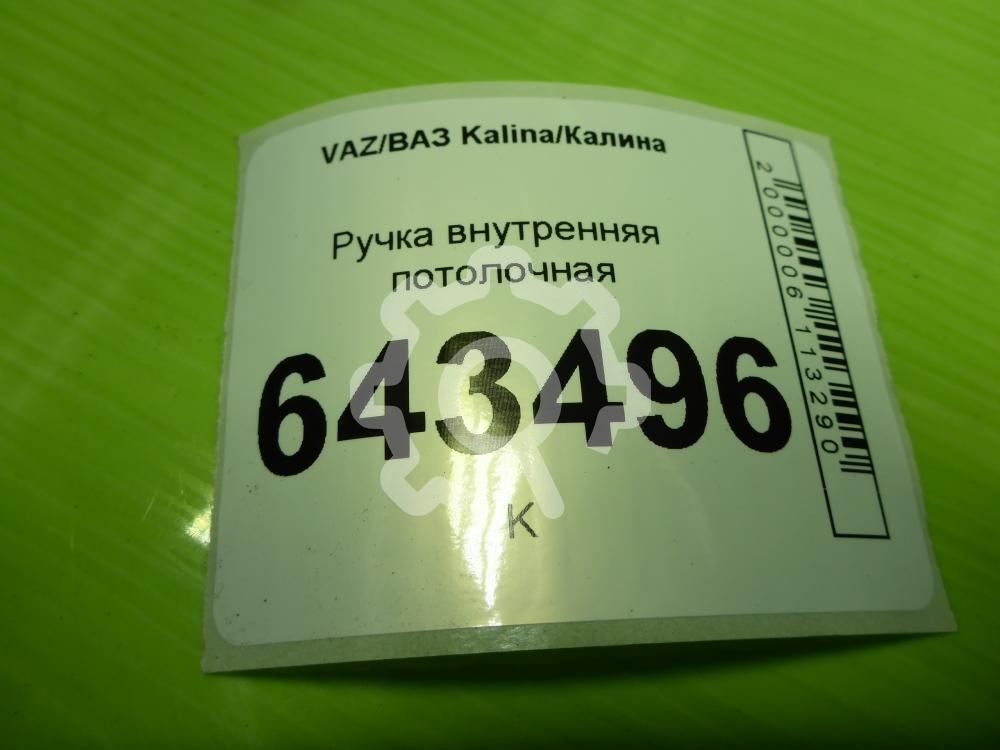 VAZ/ВАЗ Kalina/Калина
Ручка внутренняя
потолочная
643496
К
2000006113290